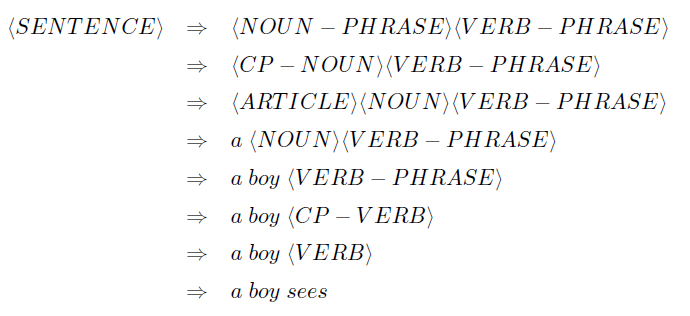 ⟨SENTENCE⟩ ⇒ ⟨NOUN − PHRASE⟩⟨VERB − PHRASE⟩
⇒ ⟨CP − NOUN⟩⟨VERB − PHRASE⟩
⇒ ⟨ARTICLE⟩⟨NOUN⟩⟨VERB − PHRASE⟩
⇒ a ⟨NOUN⟩⟨VERB − PHRASE⟩
⇒ a boy ⟨VERB − PHRASE⟩
⇒ a boy ⟨CP − VERB⟩
⇒ a boy ⟨VERB⟩
⇒ a boy sees